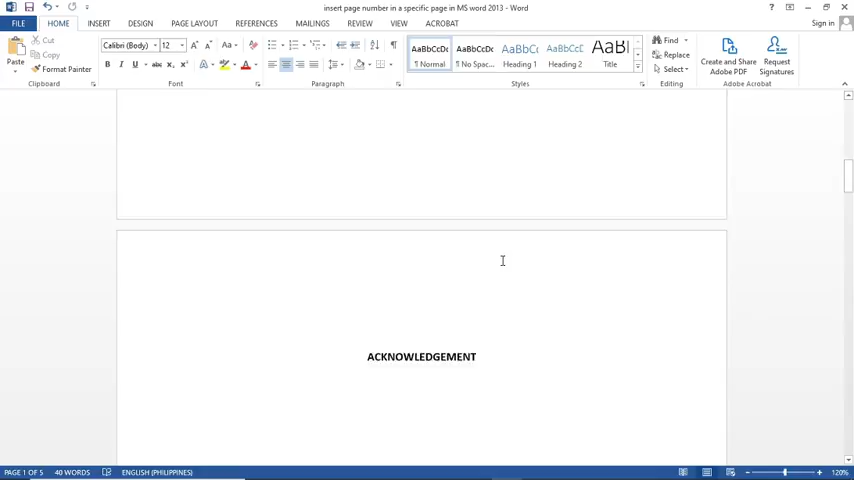 insert page number in a specific page in MS word 2013 - Word
FILE HOME INSERT DESIGN PAGE LAYOUT REFERENCES MAILINGS REVIEW VIEW ACROBAT Sign in
Cut
Copy
Format Painter
Paste
Clipboard
Calibri (Body) 12
Font
Paragraph
AaBbCcDc AaBbCcDc AaBbCc AaBbCcD AaBl
¶ Normal ¶ No Spac... Heading 1 Heading 2 Title
Styles
Find
Replace
Select
Editing
Create and Share
Adobe PDF
Request
Signatures
Adobe Acrobat
ACKNOWLEDGEMENT
PAGE 1 OF 5 40 WORDS ENGLISH (PHILIPPINES) 120%